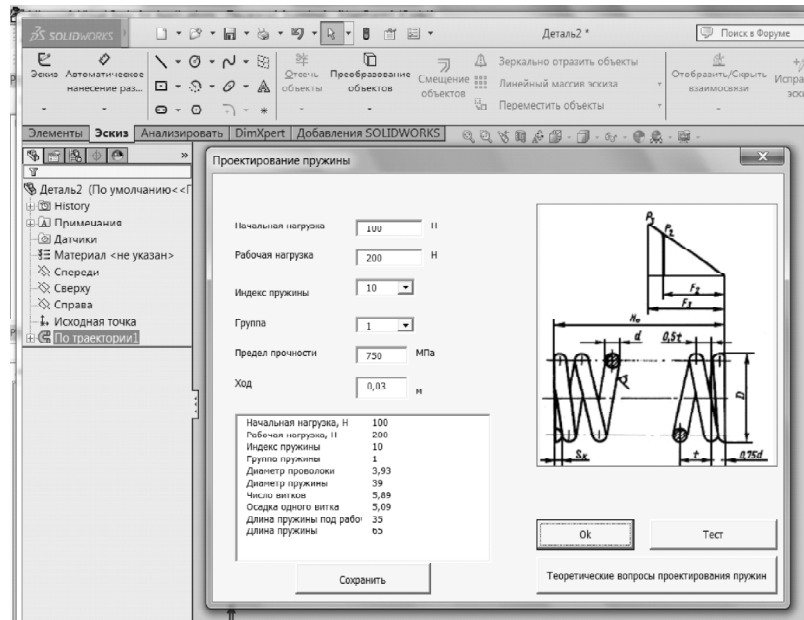 SOLIDWORKS
Деталь2 *
Поиск в Форуме
Эскиз
Автоматическое нанесение раз...
Отсечь объекты
Преобразование объектов
Смещение объектов
Зеркально отразить объекты
Линейный массив эскиза
Переместить объекты
Отобразить/Скрыть взаимосвязи
Элементы Эскиз Анализировать DimXpert Добавления SOLIDWORKS
Деталь2 (По умолчанию<<Г
History
Примечания
Датчики
Материал <не указан>
Спереди
Сверху
Справа
Исходная точка
По траектории1
Проектирование пружины
Начальная нагрузка 100 Н
Рабочая нагрузка 200 Н
Индекс пружины 10
Группа 1
Предел прочности 750 МПа
Ход 0,03 м
Начальная нагрузка, Н 100
Рабочая нагрузка, Н 200
Индекс пружины 10
Группа пружины 1
Диаметр проволоки 3,93
Диаметр пружины 39
Число витков 5,89
Осадка одного витка 5,09
Длина пружины под рабо 35
Длина пружины 65
Сохранить
P₂
F₂
F₃
d
0,5t
D
t
0,75d
Ok
Тест
Теоретические вопросы проектирования пружин